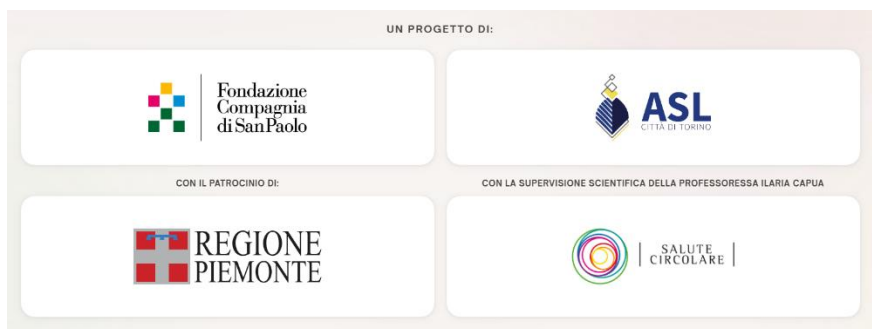 UN PROGETTO DI:
Fondazione
Compagnia
di San Paolo
ASL
CITTÀ DI TORINO
CON IL PATROCINIO DI:
CON LA SUPERVISIONE SCIENTIFICA DELLA PROFESSORESSA ILARIA CAPUA
REGIONE
PIEMONTE
SALUTE
CIRCOLARE